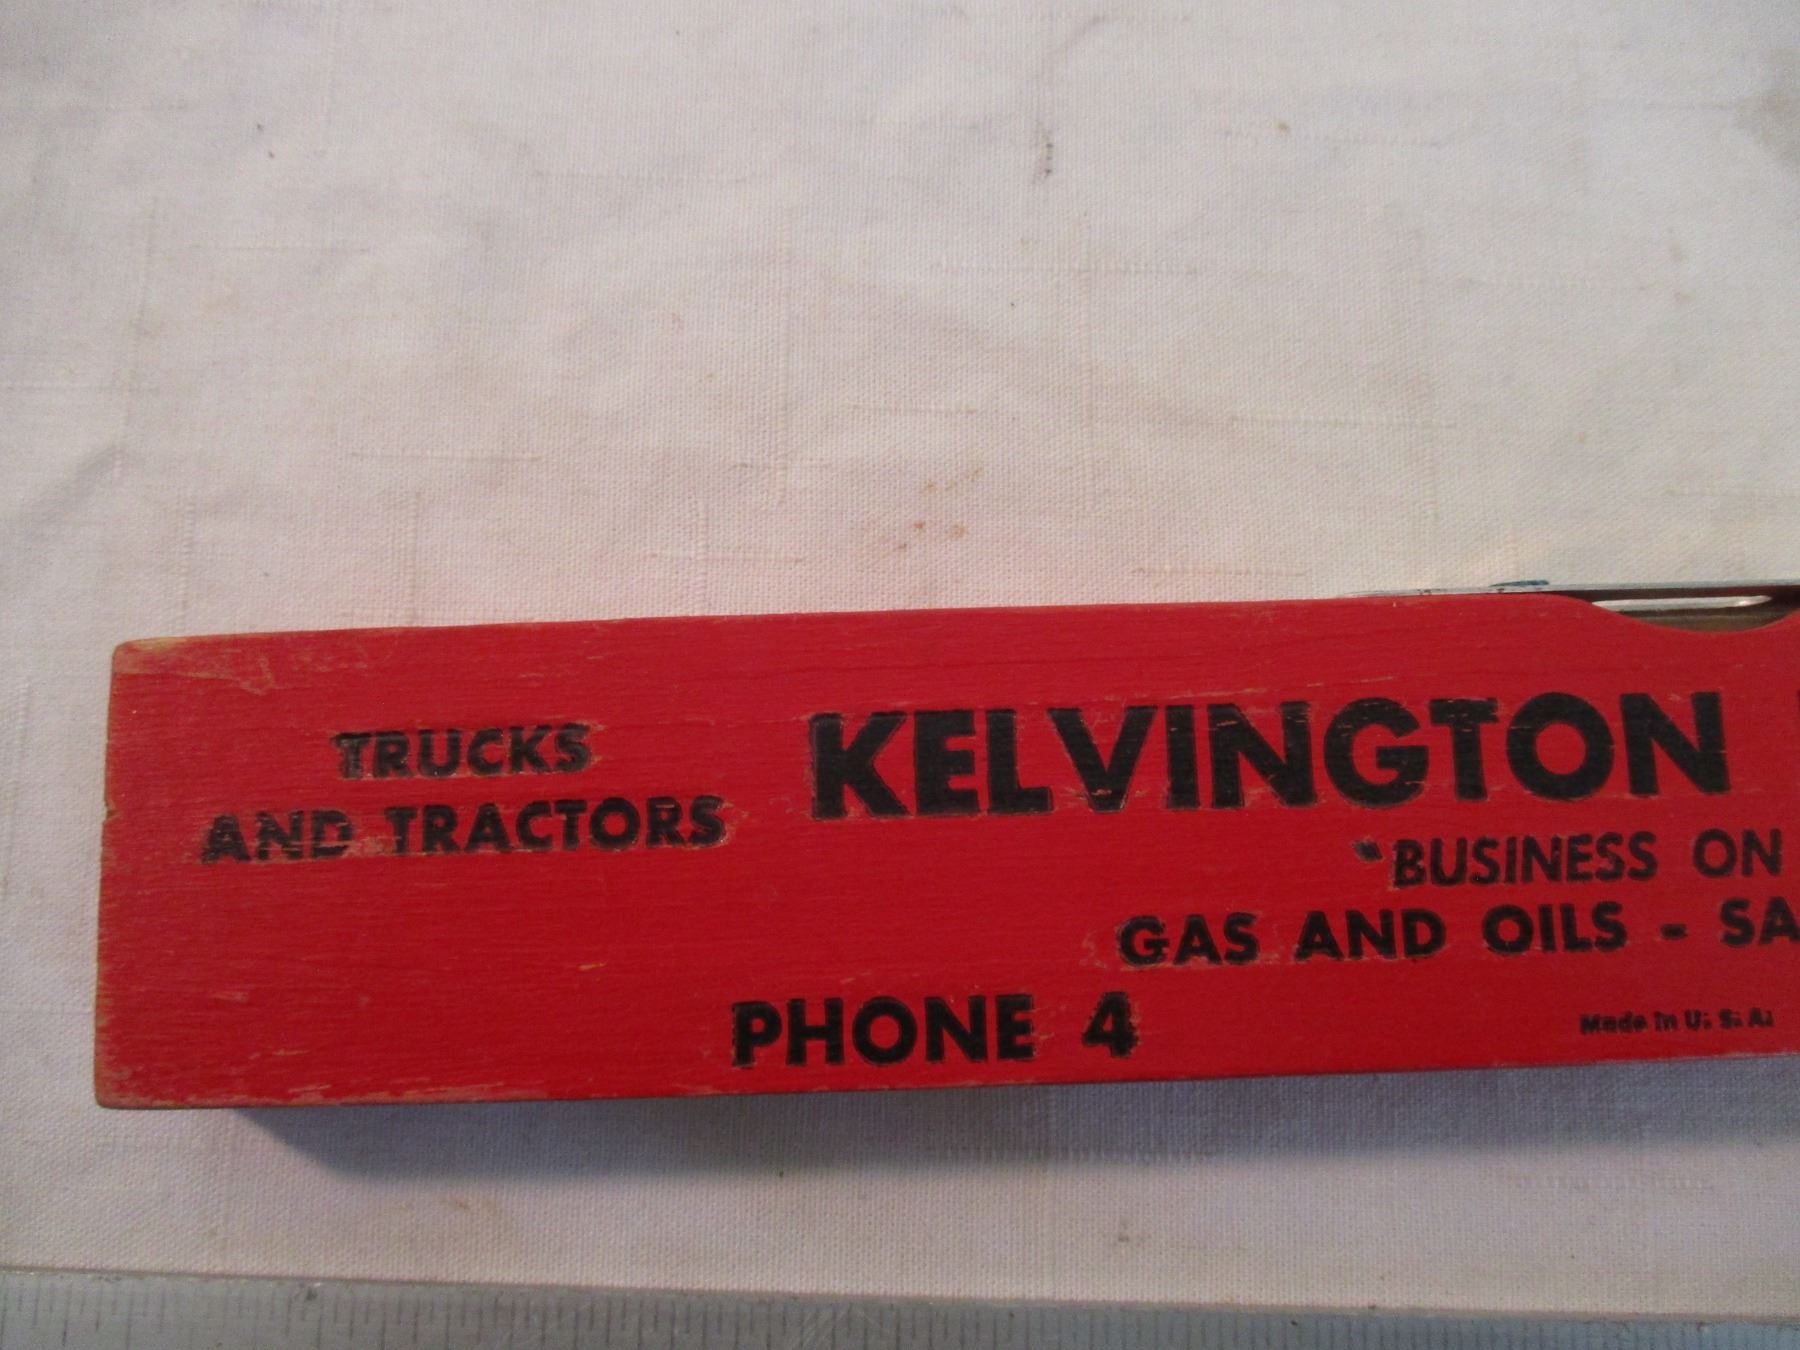 TRUCKS
AND TRACTORS
KELVINGTON
"BUSINESS ON
GAS AND OILS - SA
PHONE 4
Made in U. S. A.